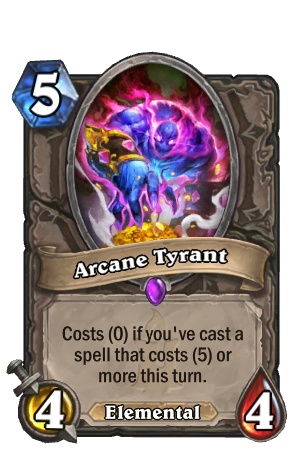 5
Arcane Tyrant
Costs (0) if you've cast a
spell that costs (5) or
more this turn.
4
Elemental
4